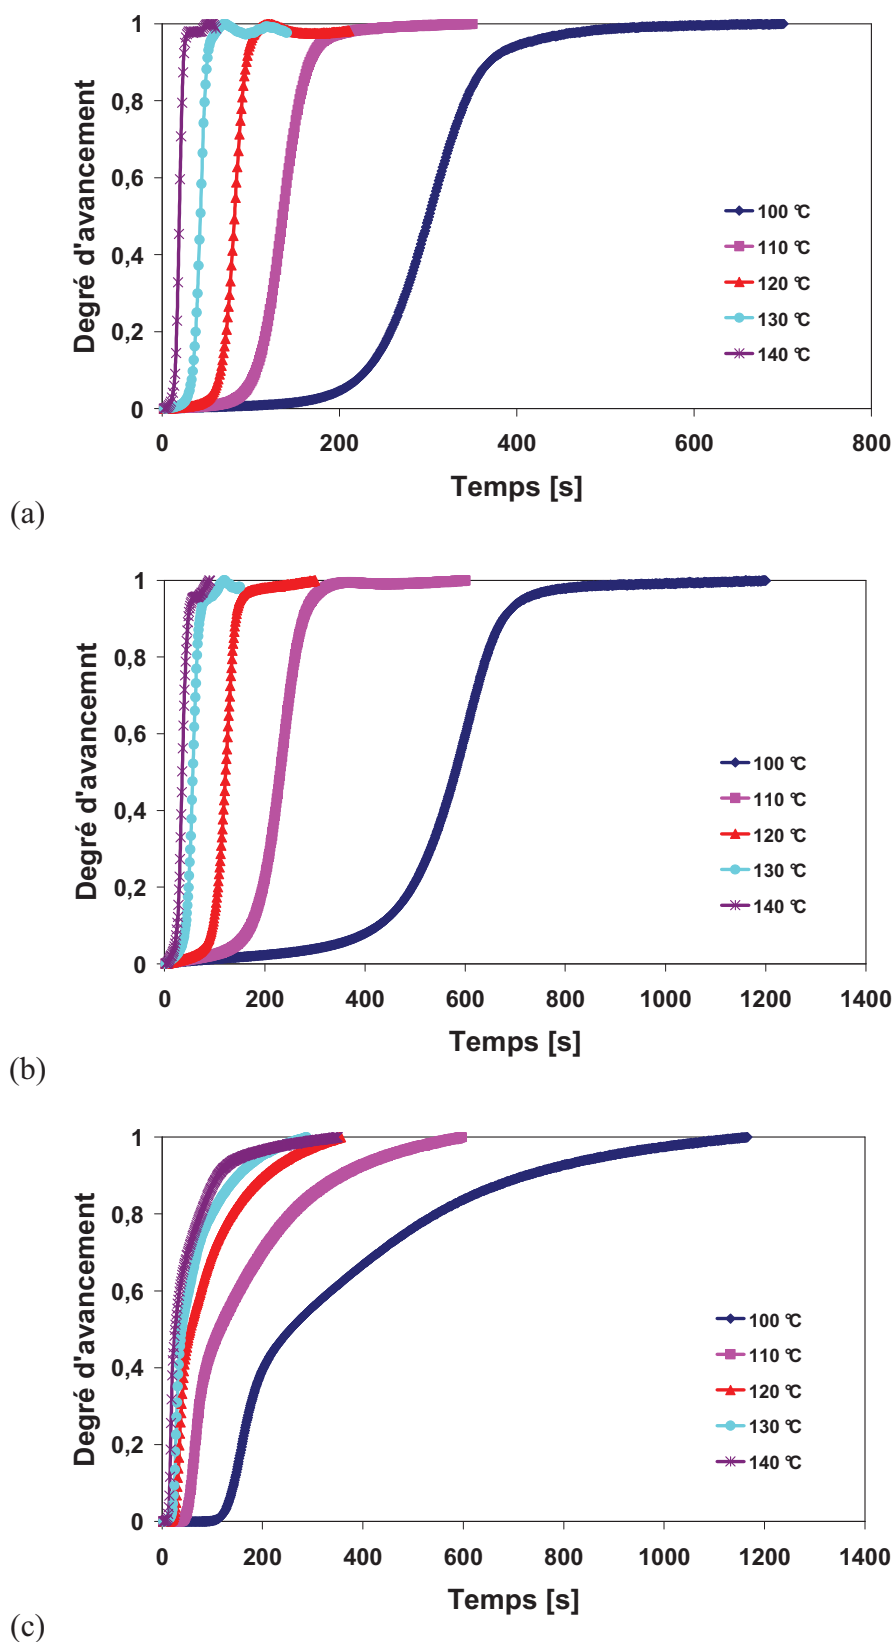 1
0,8
0,6
0,4
0,2
0
Degré d'avancement
0 200 400 600 800
Temps [s]
100 °C
110 °C
120 °C
130 °C
140 °C
(a)
1
0,8
0,6
0,4
0,2
0
Degré d'avancemnt
0 200 400 600 800 1000 1200 1400
Temps [s]
100 °C
110 °C
120 °C
130 °C
140 °C
(b)
1
0,8
0,6
0,4
0,2
0
Degré d'avancement
0 200 400 600 800 1000 1200 1400
Temps [s]
100 °C
110 °C
120 °C
130 °C
140 °C
(c)